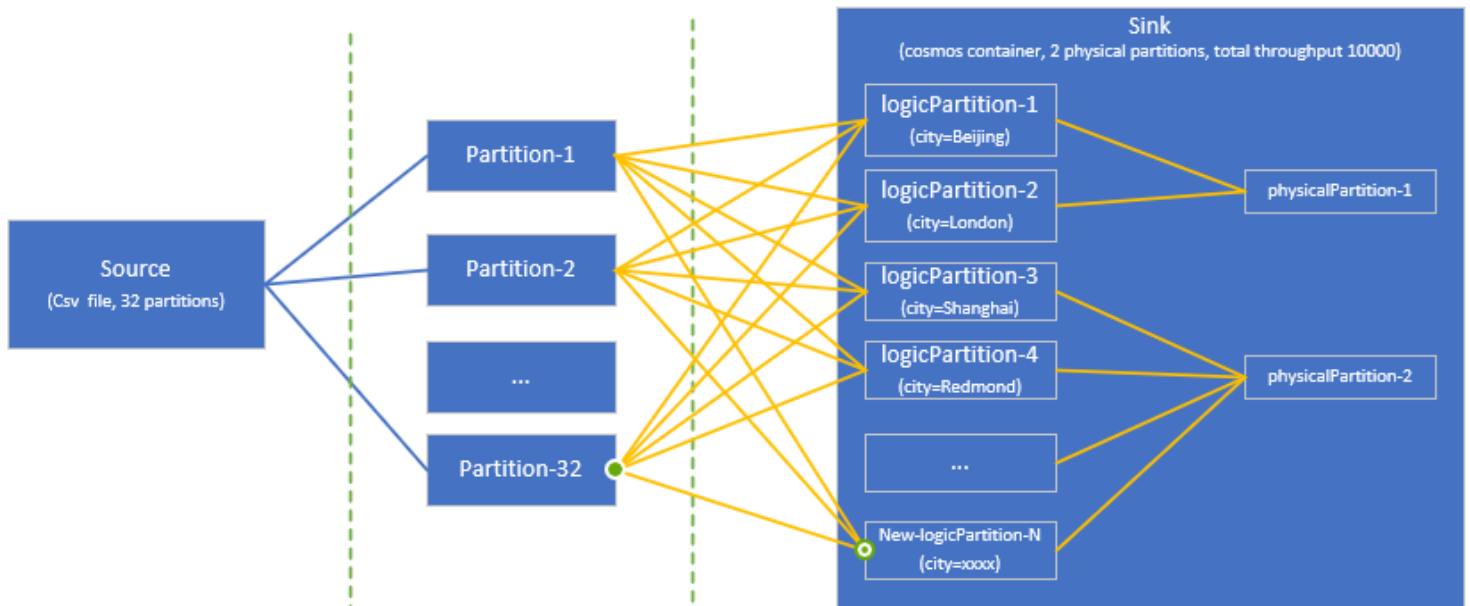 Source
(Csv file, 32 partitions)
Partition-1
Partition-2
...
Partition-32
Sink
(cosmos container, 2 physical partitions, total throughput 10000)
logicPartition-1
(city=Beijing)
logicPartition-2
(city=London)
logicPartition-3
(city=Shanghai)
logicPartition-4
(city=Redmond)
...
New-logicPartition-N
(city=xxxx)
physicalPartition-1
physicalPartition-2